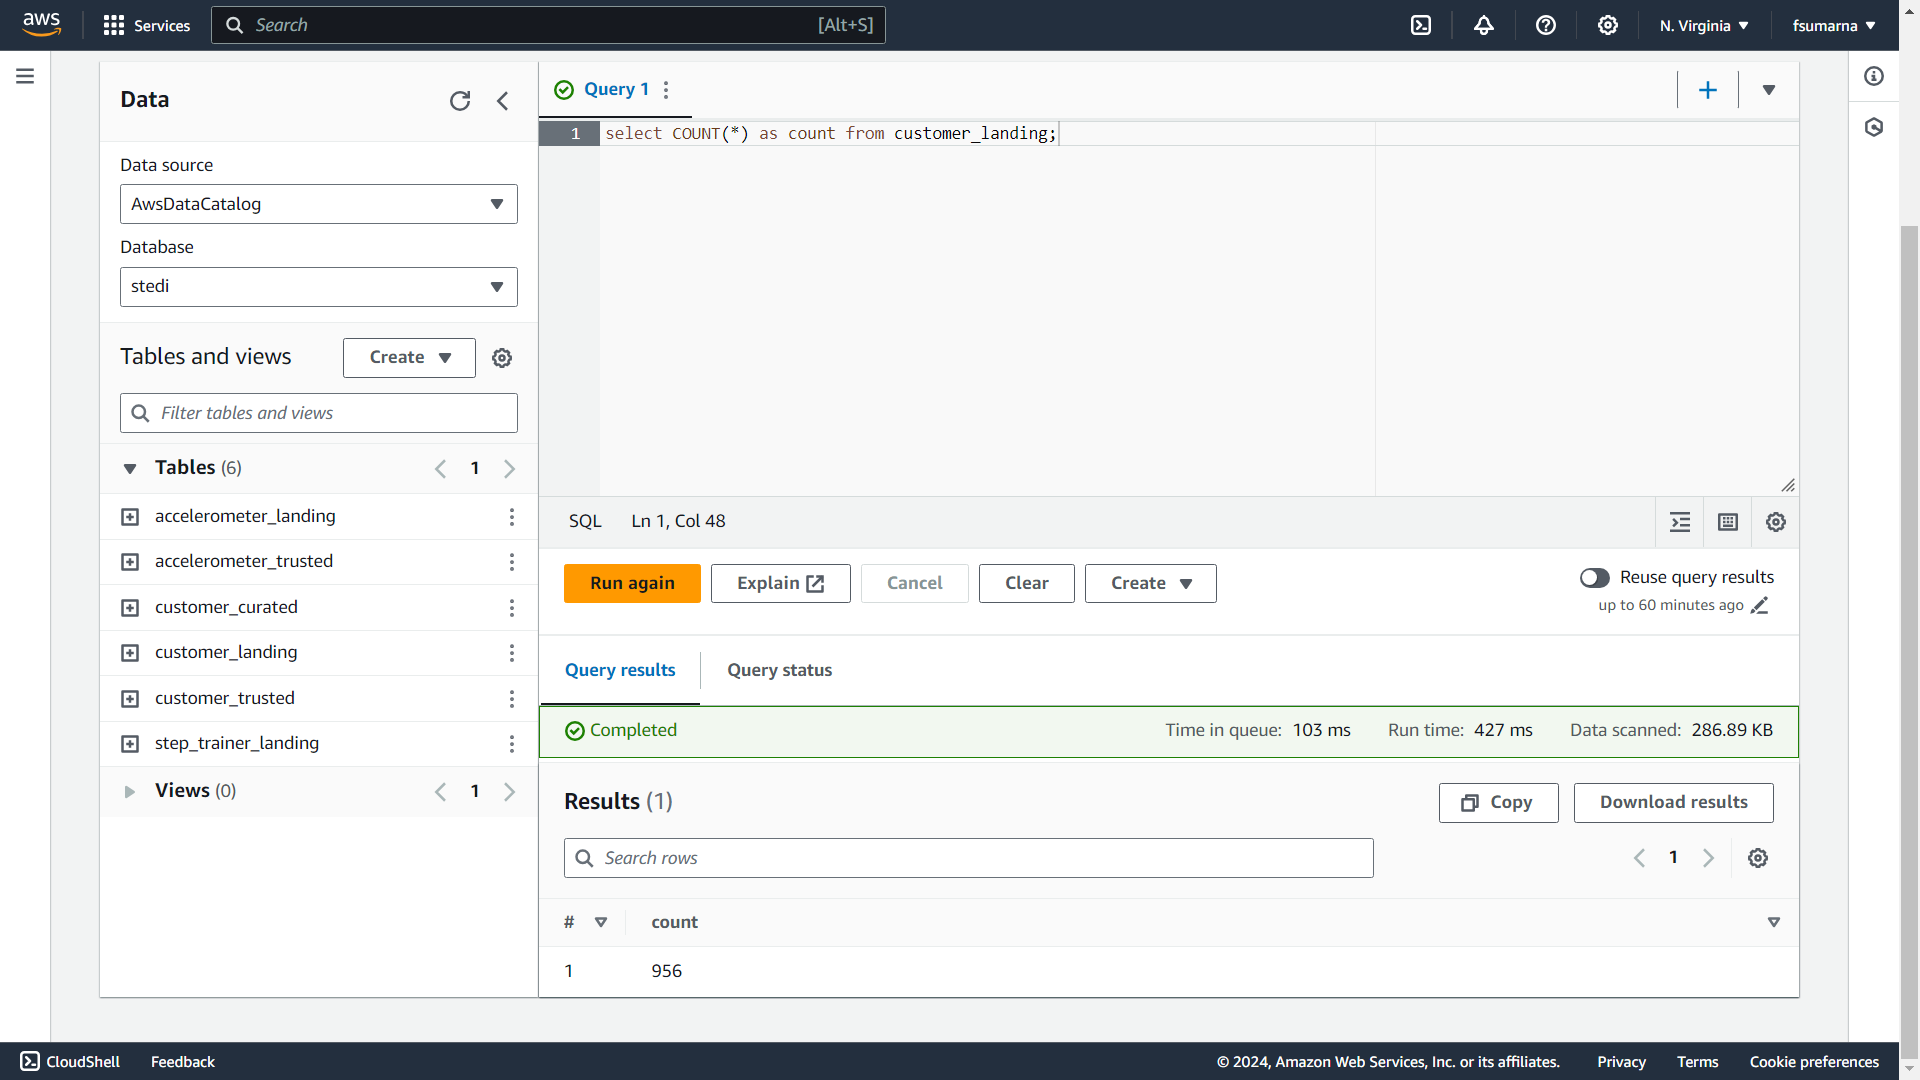 aws
Services
Search
[Alt+S]
N. Virginia
fsumarna
Data
Data source
AwsDataCatalog
Database
stedi
Tables and views
Create
Filter tables and views
Tables (6)
1
accelerometer_landing
accelerometer_trusted
customer_curated
customer_landing
customer_trusted
step_trainer_landing
Views (0)
1
Query 1
1 select COUNT(*) as count from customer_landing;
SQL Ln 1, Col 48
Run again
Explain
Cancel
Clear
Create
Reuse query results
up to 60 minutes ago
Query results
Query status
Completed
Time in queue: 103 ms Run time: 427 ms Data scanned: 286.89 KB
Results (1)
Copy
Download results
Search rows
1
# count
1 956
CloudShell
Feedback
© 2024, Amazon Web Services, Inc. or its affiliates.
Privacy
Terms
Cookie preferences